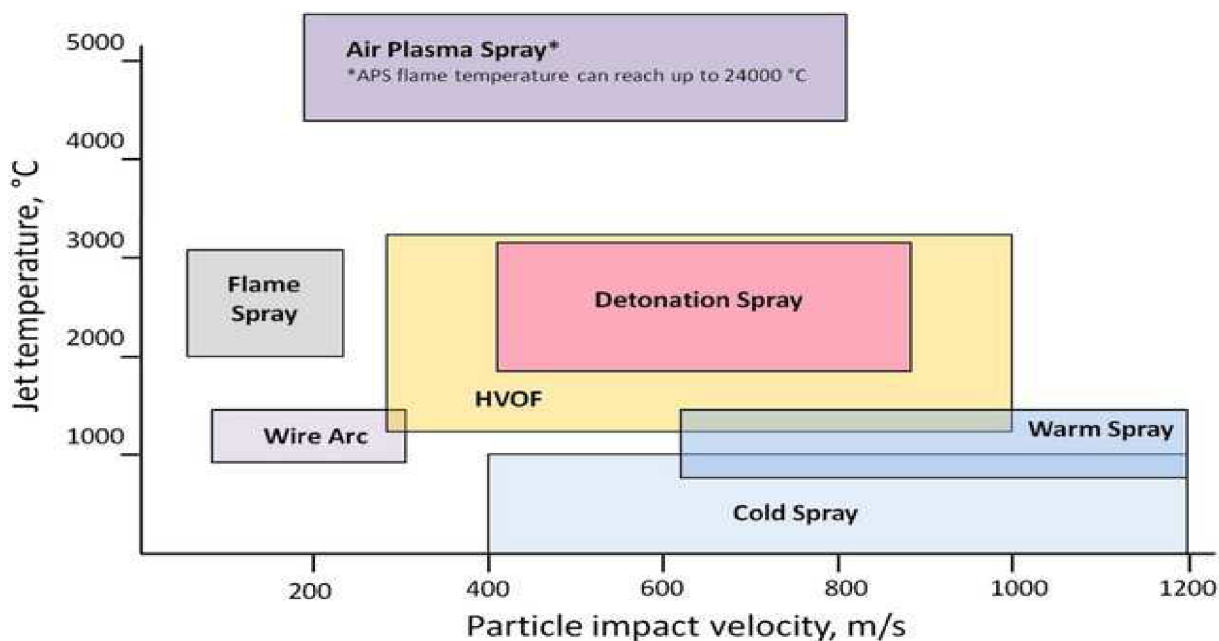 5000
Air Plasma Spray*
*APS flame temperature can reach up to 24000 °C
4000
Jet temperature, °C
3000
Flame
Spray
Detonation Spray
2000
HVOF
Wire Arc
Warm Spray
1000
Cold Spray
200
400
600
800
1000
1200
Particle impact velocity, m/s